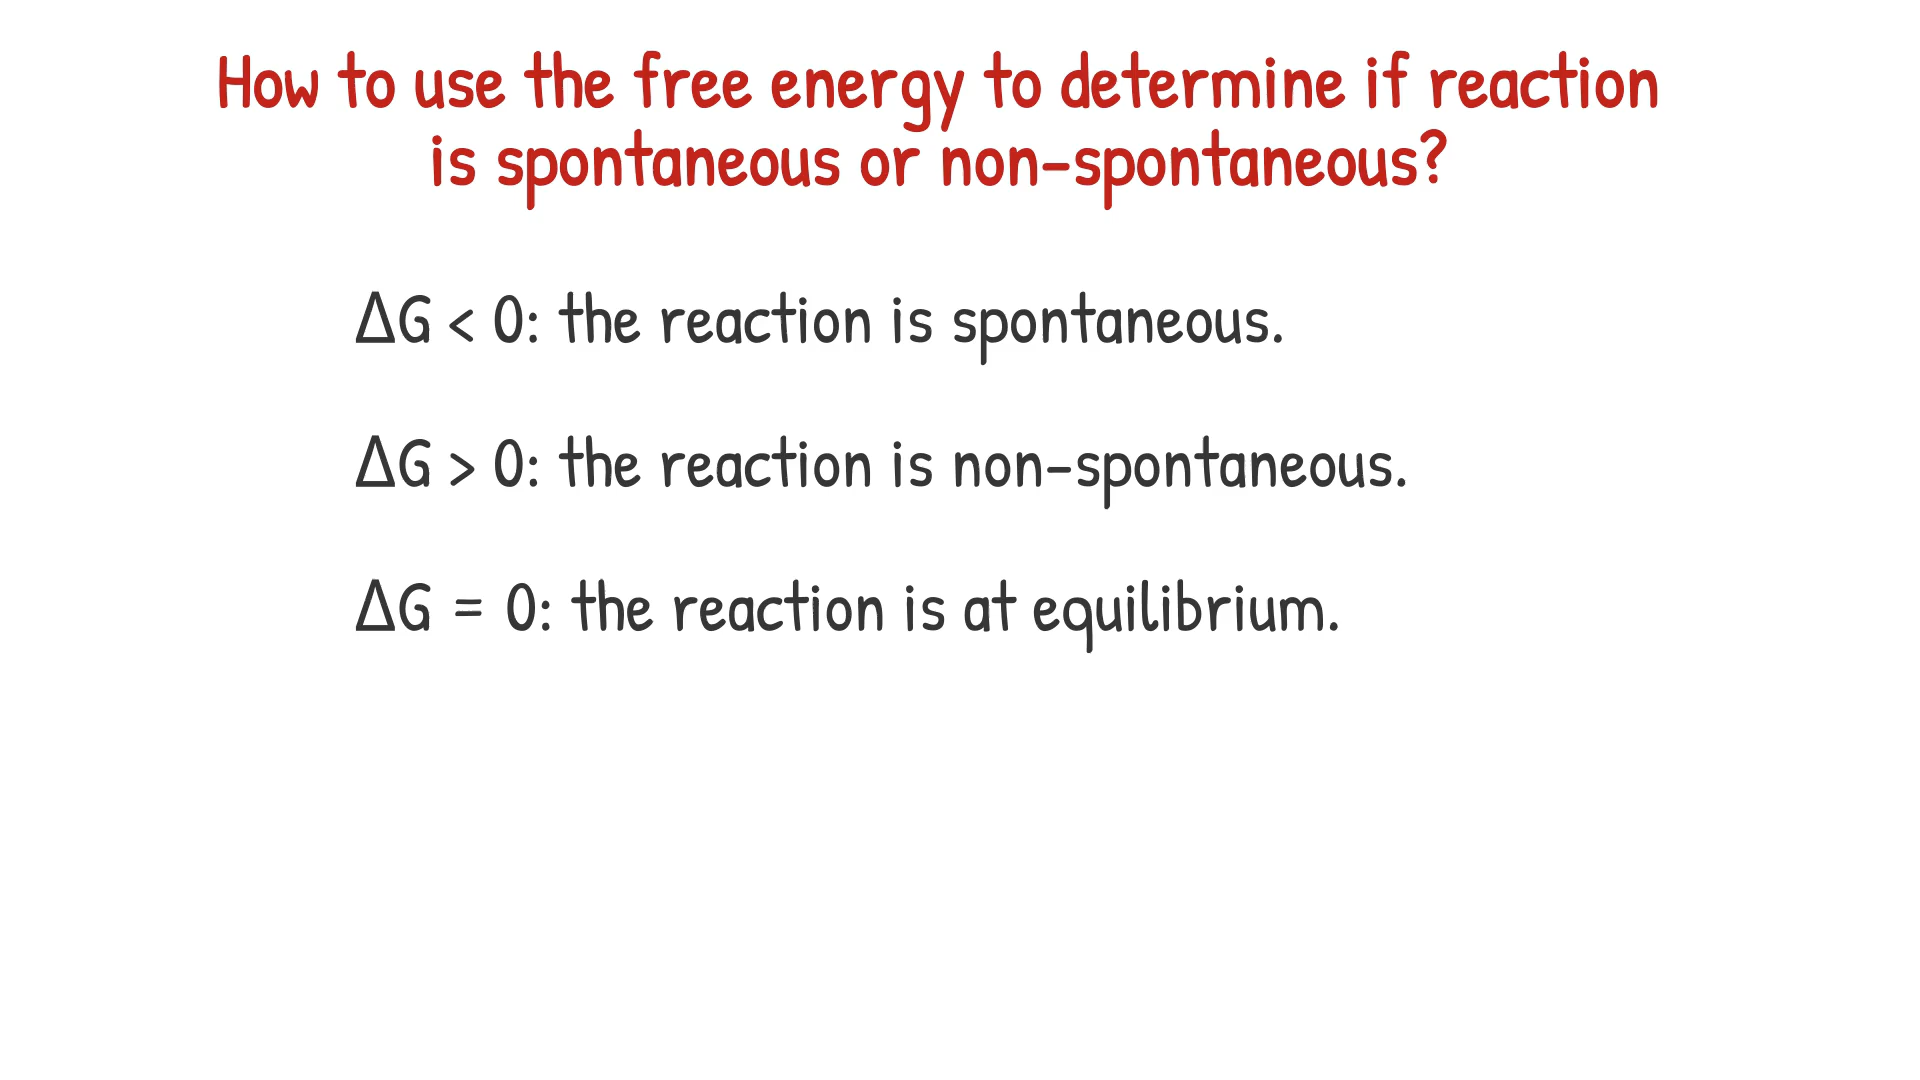 How to use the free energy to determine if reaction
is spontaneous or non-spontaneous?
ΔG < 0: the reaction is spontaneous.
ΔG > 0: the reaction is non-spontaneous.
ΔG = 0: the reaction is at equilibrium.